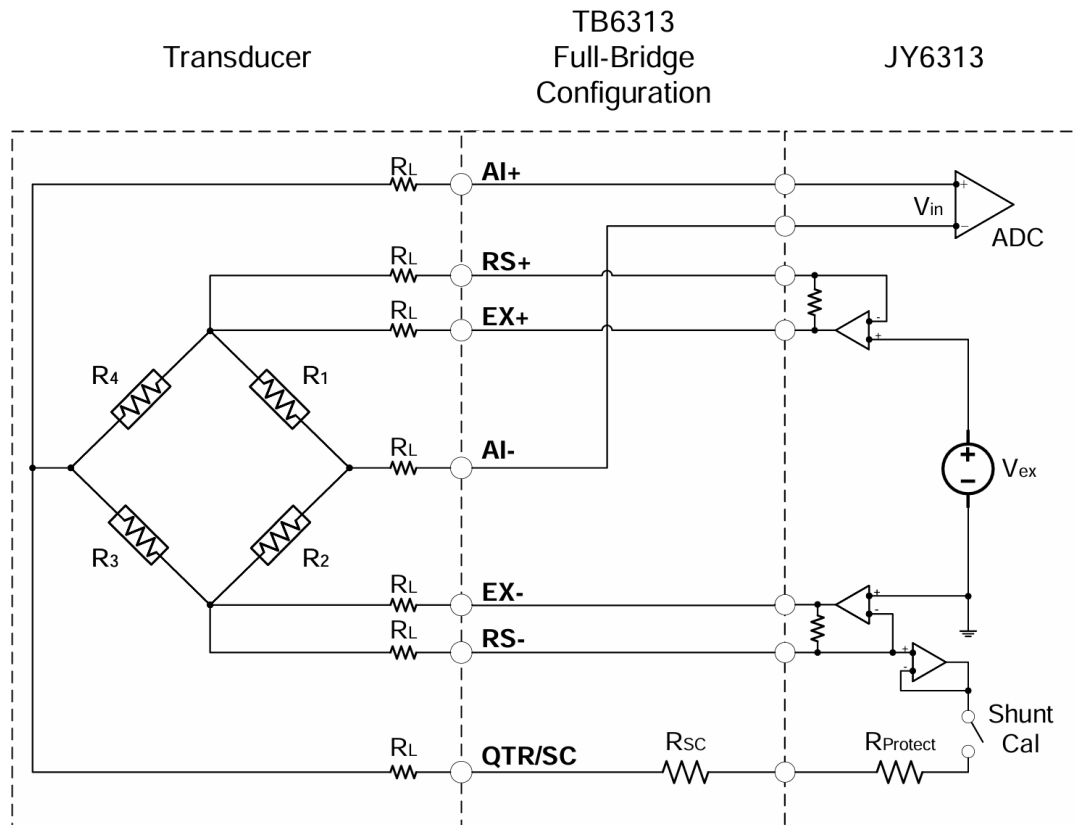 Transducer
TB6313
Full-Bridge
Configuration
JY6313
RL
AI+
Vin
+
-
ADC
RL
RS+
RL
EX+
-
+
R4
R1
RL
AI-
+
-
Vex
R3
R2
RL
EX-
+
-
RL
RS-
+
-
Shunt
Cal
RL
QTR/SC
RSC
RProtect